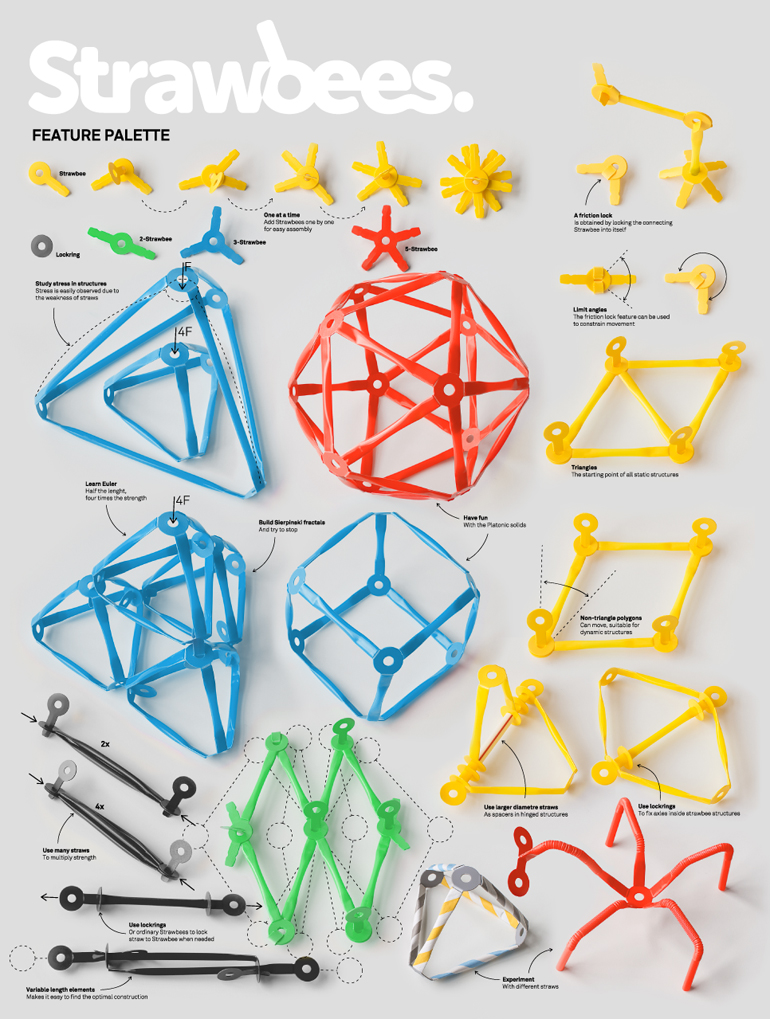 Strawbees.
FEATURE PALETTE
Strawbee
One at a time
Add Strawbees one by one
for easy assembly
A friction lock
is obtained by locking the connecting
Strawbee into itself
Lockring
2-Strawbee
3-Strawbee
5-Strawbee
Study stress in structures
Stress is easily observed due to
the weakness of straws
F
4F
Limit angles
The friction lock feature can be used
to constrain movement
Triangles
The starting point of all static structures
Learn Euler
Half the lenght,
four times the strength
4F
Build Sierpinski fractals
And try to stop
Have fun
With the Platonic solids
Non-triangle polygons
Can move, suitable for
dynamic structures
2x
4x
Use many straws
To multiply strength
Use larger diametre straws
As spacers in hinged structures
Use lockrings
To fix axles inside strawbee structures
Use lockrings
Or ordinary Strawbees to lock
straw to Strawbee when needed
Variable length elements
Makes it easy to find the optimal construction
Experiment
With different straws